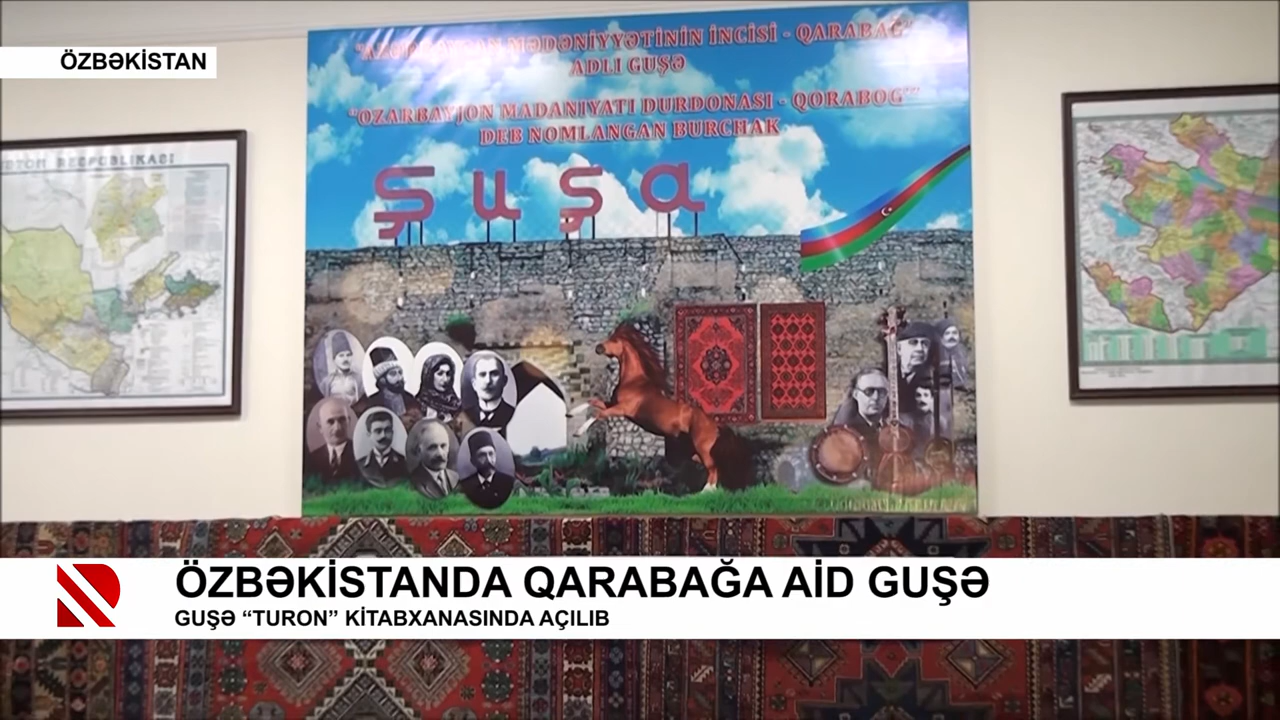 ÖZBƏKİSTAN
"AZƏRBAYCAN MƏDƏNİYYƏTİNİN İNCİSİ - QARABAĞ"
ADLI GUŞƏ
"OZARBAYJON MADANIYATI DURDONASI - QORABOG'"
DEB NOMLANGAN BURCHAK
Şuşa
RESPUBLIKASI
ÖZBƏKİSTANDA QARABAĞA AİD GUŞƏ
GUŞƏ “TURON” KİTABXANASINDA AÇILIB